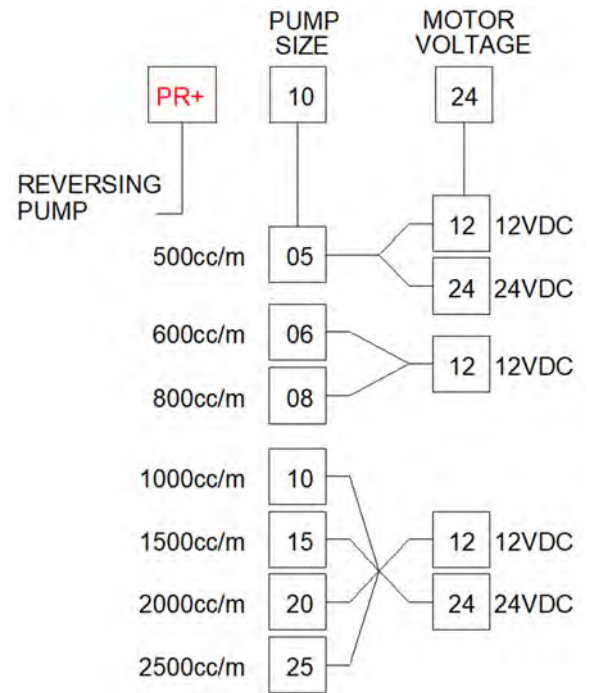 PUMP
SIZE
MOTOR
VOLTAGE
PR+
10
24
REVERSING
PUMP
12 12VDC
500cc/m 05
24 24VDC
600cc/m 06
12 12VDC
800cc/m 08
1000cc/m 10
1500cc/m 15 12 12VDC
2000cc/m 20 24 24VDC
2500cc/m 25